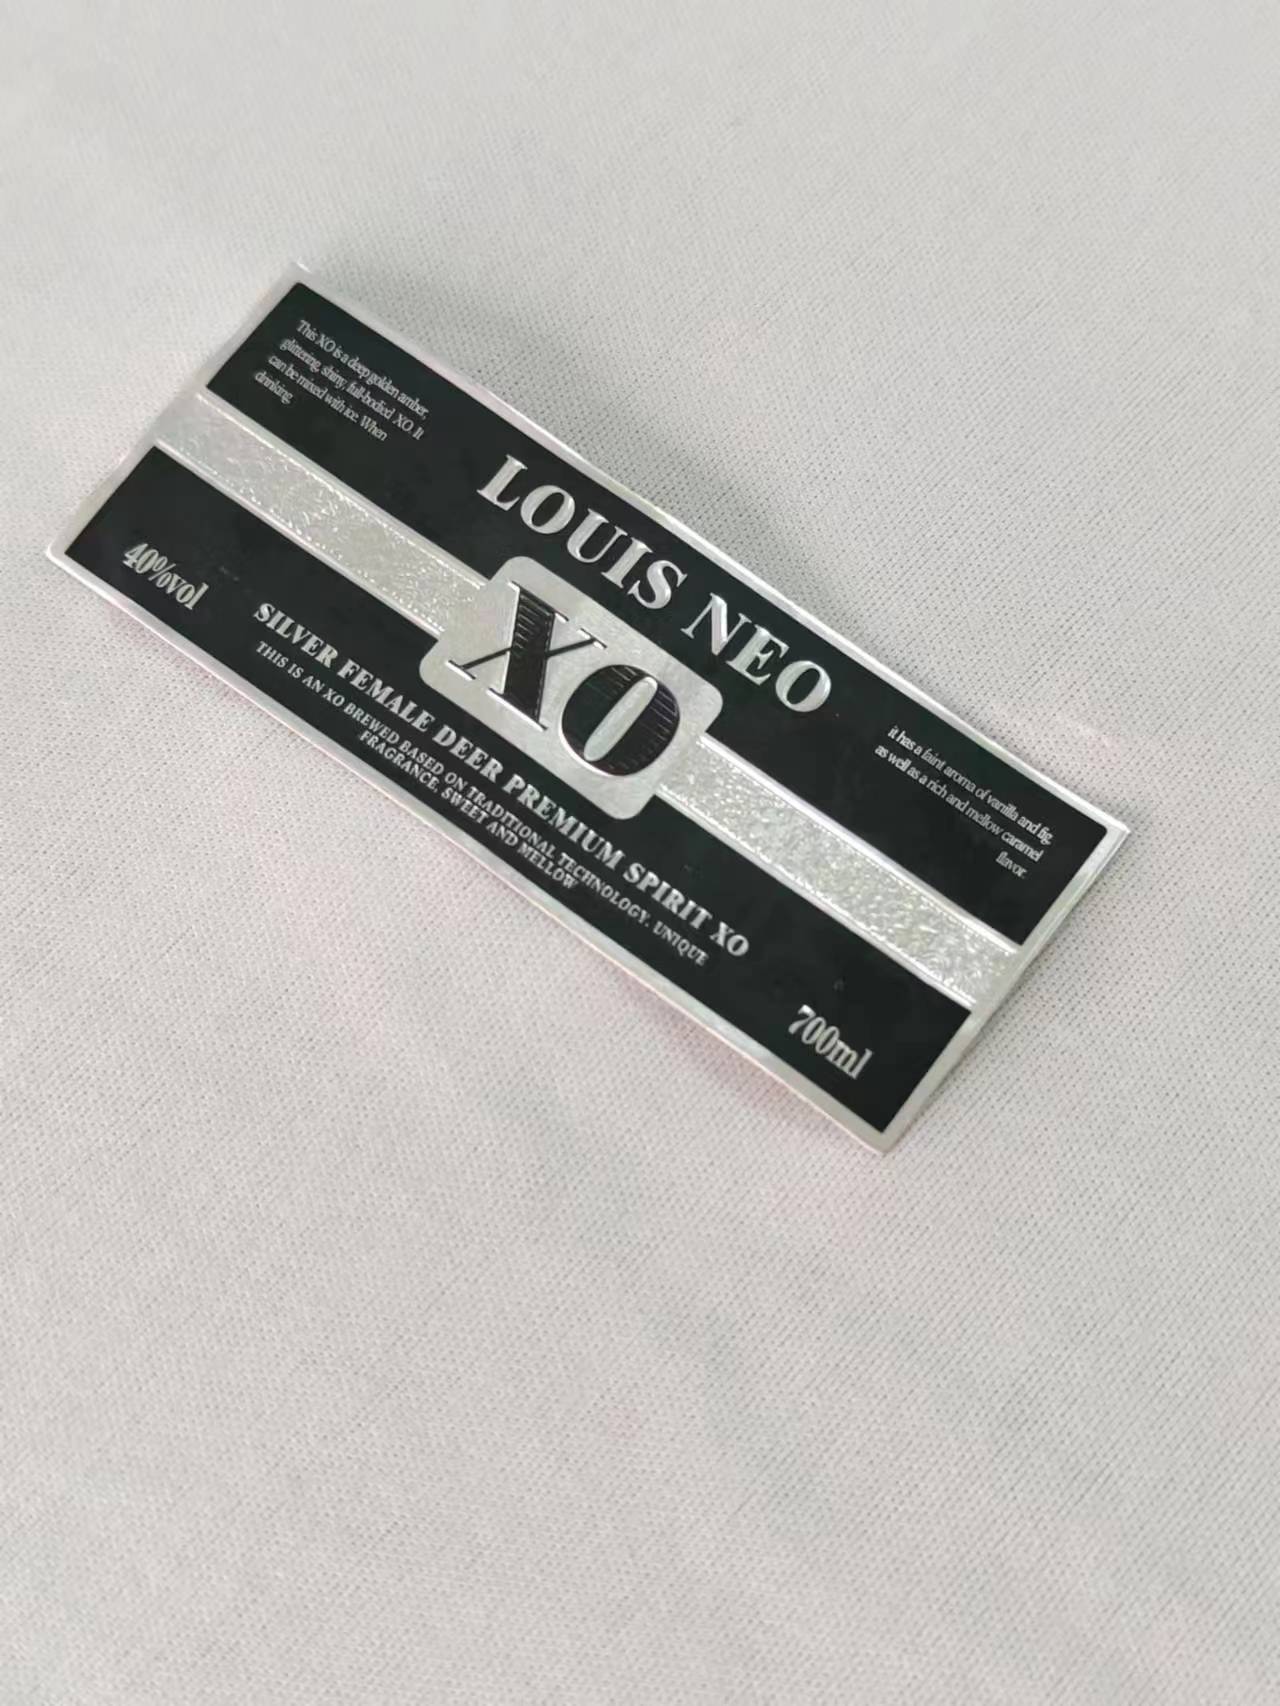 This XO is a deep golden amber,
glittering, shiny, full-bodied XO. It
can be mixed with ice. When
drinking,
LOUIS NEO
XO
it has a faint aroma of vanilla and fig,
as well as a rich and mellow caramel
flavor.
40%vol
SILVER FEMALE DEER PREMIUM SPIRIT XO
THIS IS AN XO BREWED BASED ON TRADITIONAL TECHNOLOGY. UNIQUE
FRAGRANCE, SWEET AND MELLOW
700ml